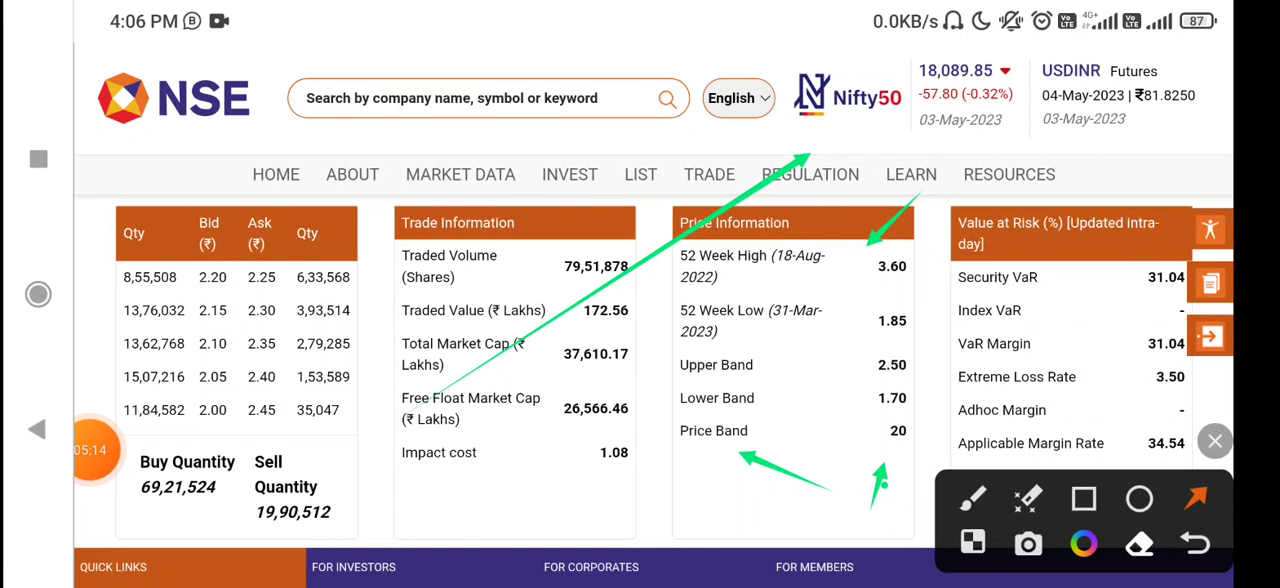 4:06 PM
0.0KB/s
4G+
Vo LTE
Vo LTE
87
NSE
Search by company name, symbol or keyword
English
Nifty50
18,089.85
-57.80 (-0.32%)
03-May-2023
USDINR Futures
04-May-2023 | ₹81.8250
03-May-2023
HOME ABOUT MARKET DATA INVEST LIST TRADE REGULATION LEARN RESOURCES
Qty Bid (₹) Ask (₹) Qty
8,55,508 2.20 2.25 6,33,568
13,76,032 2.15 2.30 3,93,514
13,62,768 2.10 2.35 2,79,285
15,07,216 2.05 2.40 1,53,589
11,84,582 2.00 2.45 35,047
Buy Quantity
69,21,524
Sell
Quantity
19,90,512
Trade Information
Traded Volume
(Shares) 79,51,878
Traded Value (₹ Lakhs) 172.56
Total Market Cap (₹
Lakhs) 37,610.17
Free Float Market Cap
(₹ Lakhs) 26,566.46
Impact cost 1.08
Price Information
52 Week High (18-Aug-
2022) 3.60
52 Week Low (31-Mar-
2023) 1.85
Upper Band 2.50
Lower Band 1.70
Price Band 20
Value at Risk (%) [Updated intra-
day]
Security VaR 31.04
Index VaR -
VaR Margin 31.04
Extreme Loss Rate 3.50
Adhoc Margin -
Applicable Margin Rate 34.54
05:14
QUICK LINKS FOR INVESTORS FOR CORPORATES FOR MEMBERS